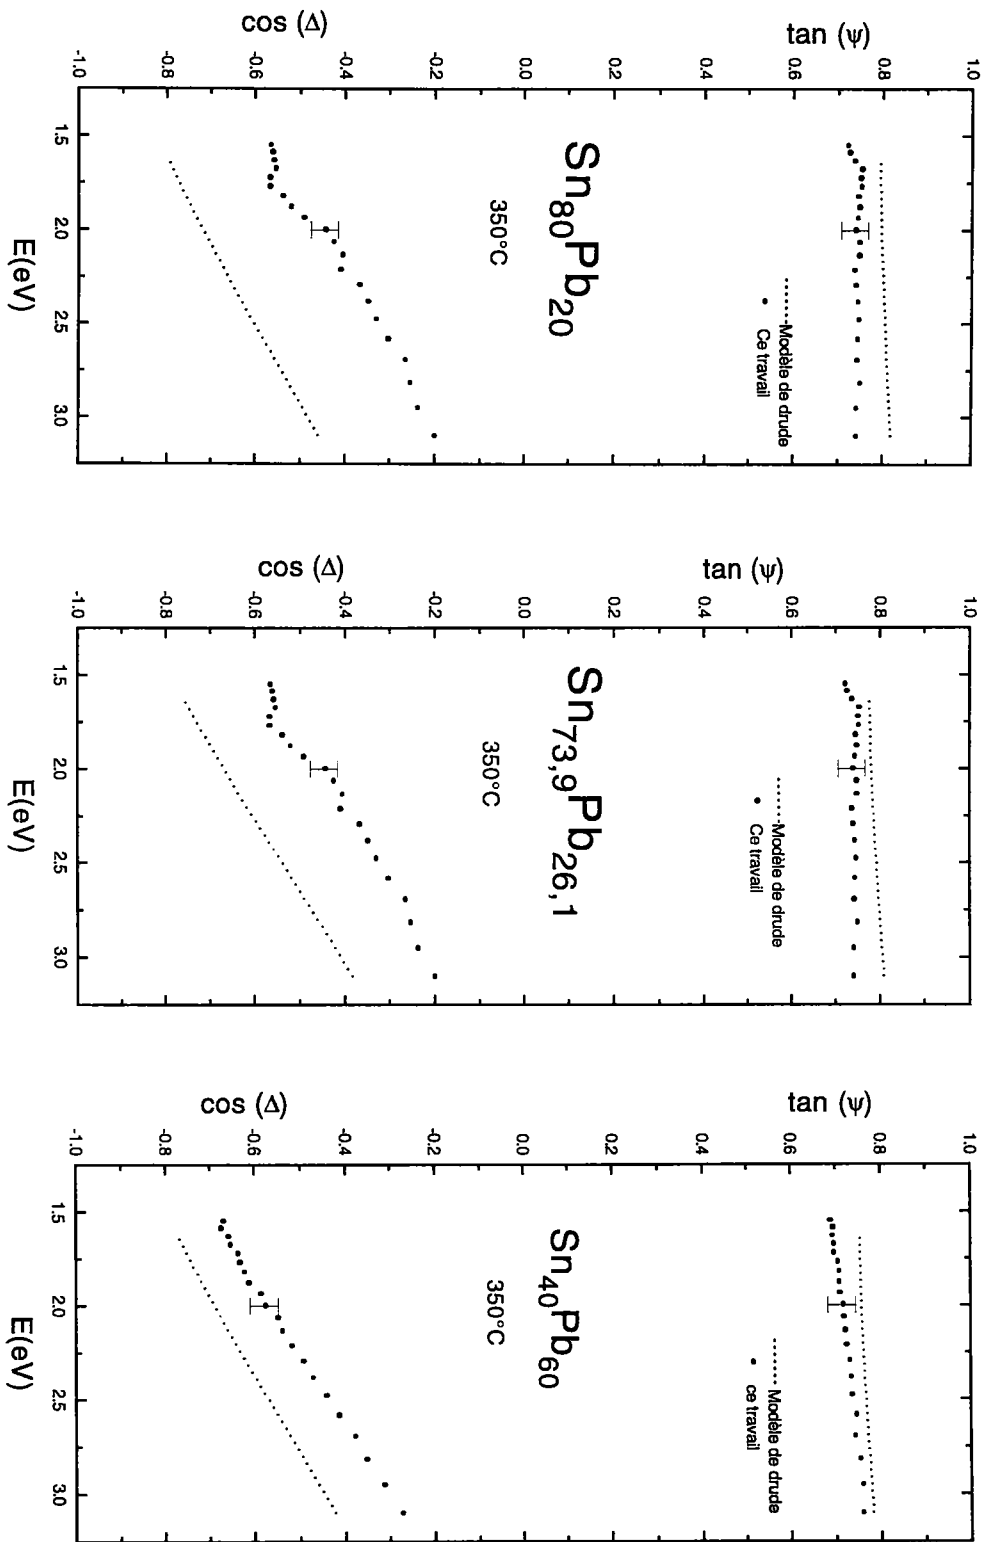 cos (Δ)
tan (ψ)
-1.0
-0.8
-0.6
-0.4
-0.2
0.0
0.2
0.4
0.6
0.8
1.0
1.5
2.0
2.5
3.0
E(eV)
Sn80Pb20
350°C
Modèle de drude
Ce travail
cos (Δ)
tan (ψ)
-1.0
-0.8
-0.6
-0.4
-0.2
0.0
0.2
0.4
0.6
0.8
1.0
1.5
2.0
2.5
3.0
E(eV)
Sn73,9Pb26,1
350°C
Modèle de drude
Ce travail
cos (Δ)
tan (ψ)
-1.0
-0.8
-0.6
-0.4
-0.2
0.0
0.2
0.4
0.6
0.8
1.0
1.5
2.0
2.5
3.0
E(eV)
Sn40Pb60
350°C
Modèle de drude
ce travail